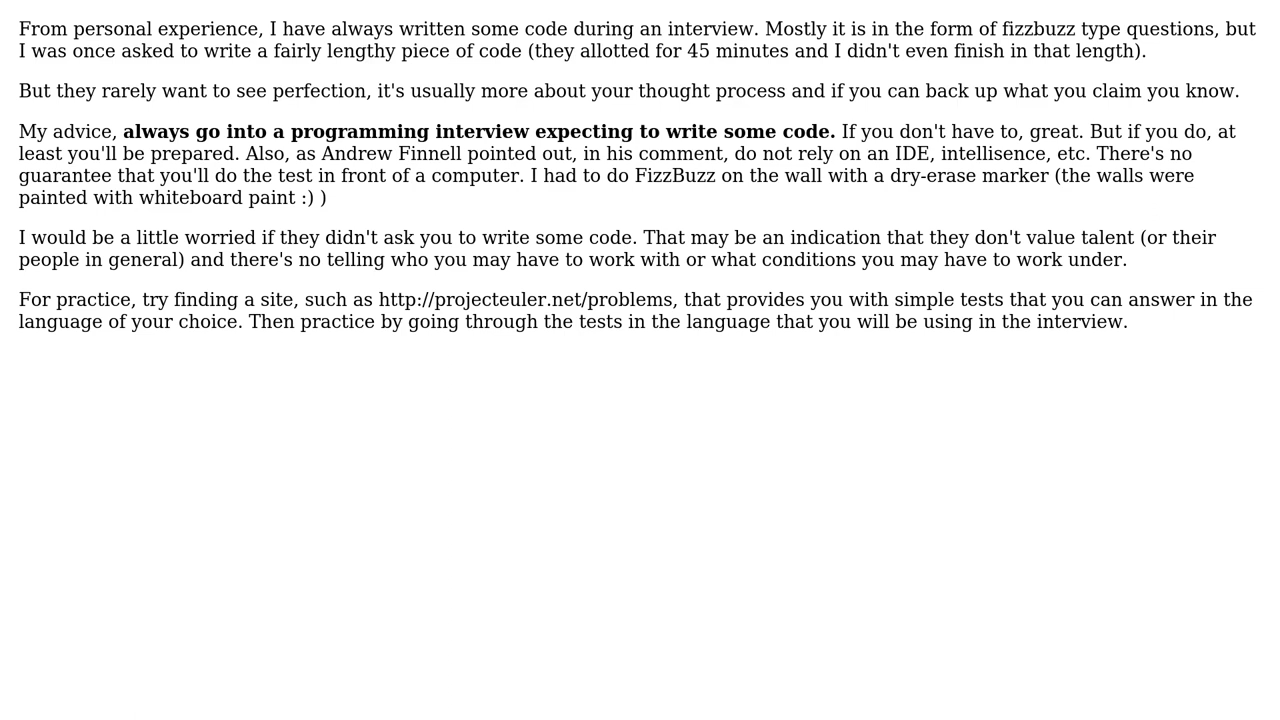 From personal experience, I have always written some code during an interview. Mostly it is in the form of fizzbuzz type questions, but
I was once asked to write a fairly lengthy piece of code (they allotted for 45 minutes and I didn't even finish in that length).
But they rarely want to see perfection, it's usually more about your thought process and if you can back up what you claim you know.
My advice, always go into a programming interview expecting to write some code. If you don't have to, great. But if you do, at
least you'll be prepared. Also, as Andrew Finnell pointed out, in his comment, do not rely on an IDE, intellisence, etc. There's no
guarantee that you'll do the test in front of a computer. I had to do FizzBuzz on the wall with a dry-erase marker (the walls were
painted with whiteboard paint :) )
I would be a little worried if they didn't ask you to write some code. That may be an indication that they don't value talent (or their
people in general) and there's no telling who you may have to work with or what conditions you may have to work under.
For practice, try finding a site, such as http://projecteuler.net/problems, that provides you with simple tests that you can answer in the
language of your choice. Then practice by going through the tests in the language that you will be using in the interview.